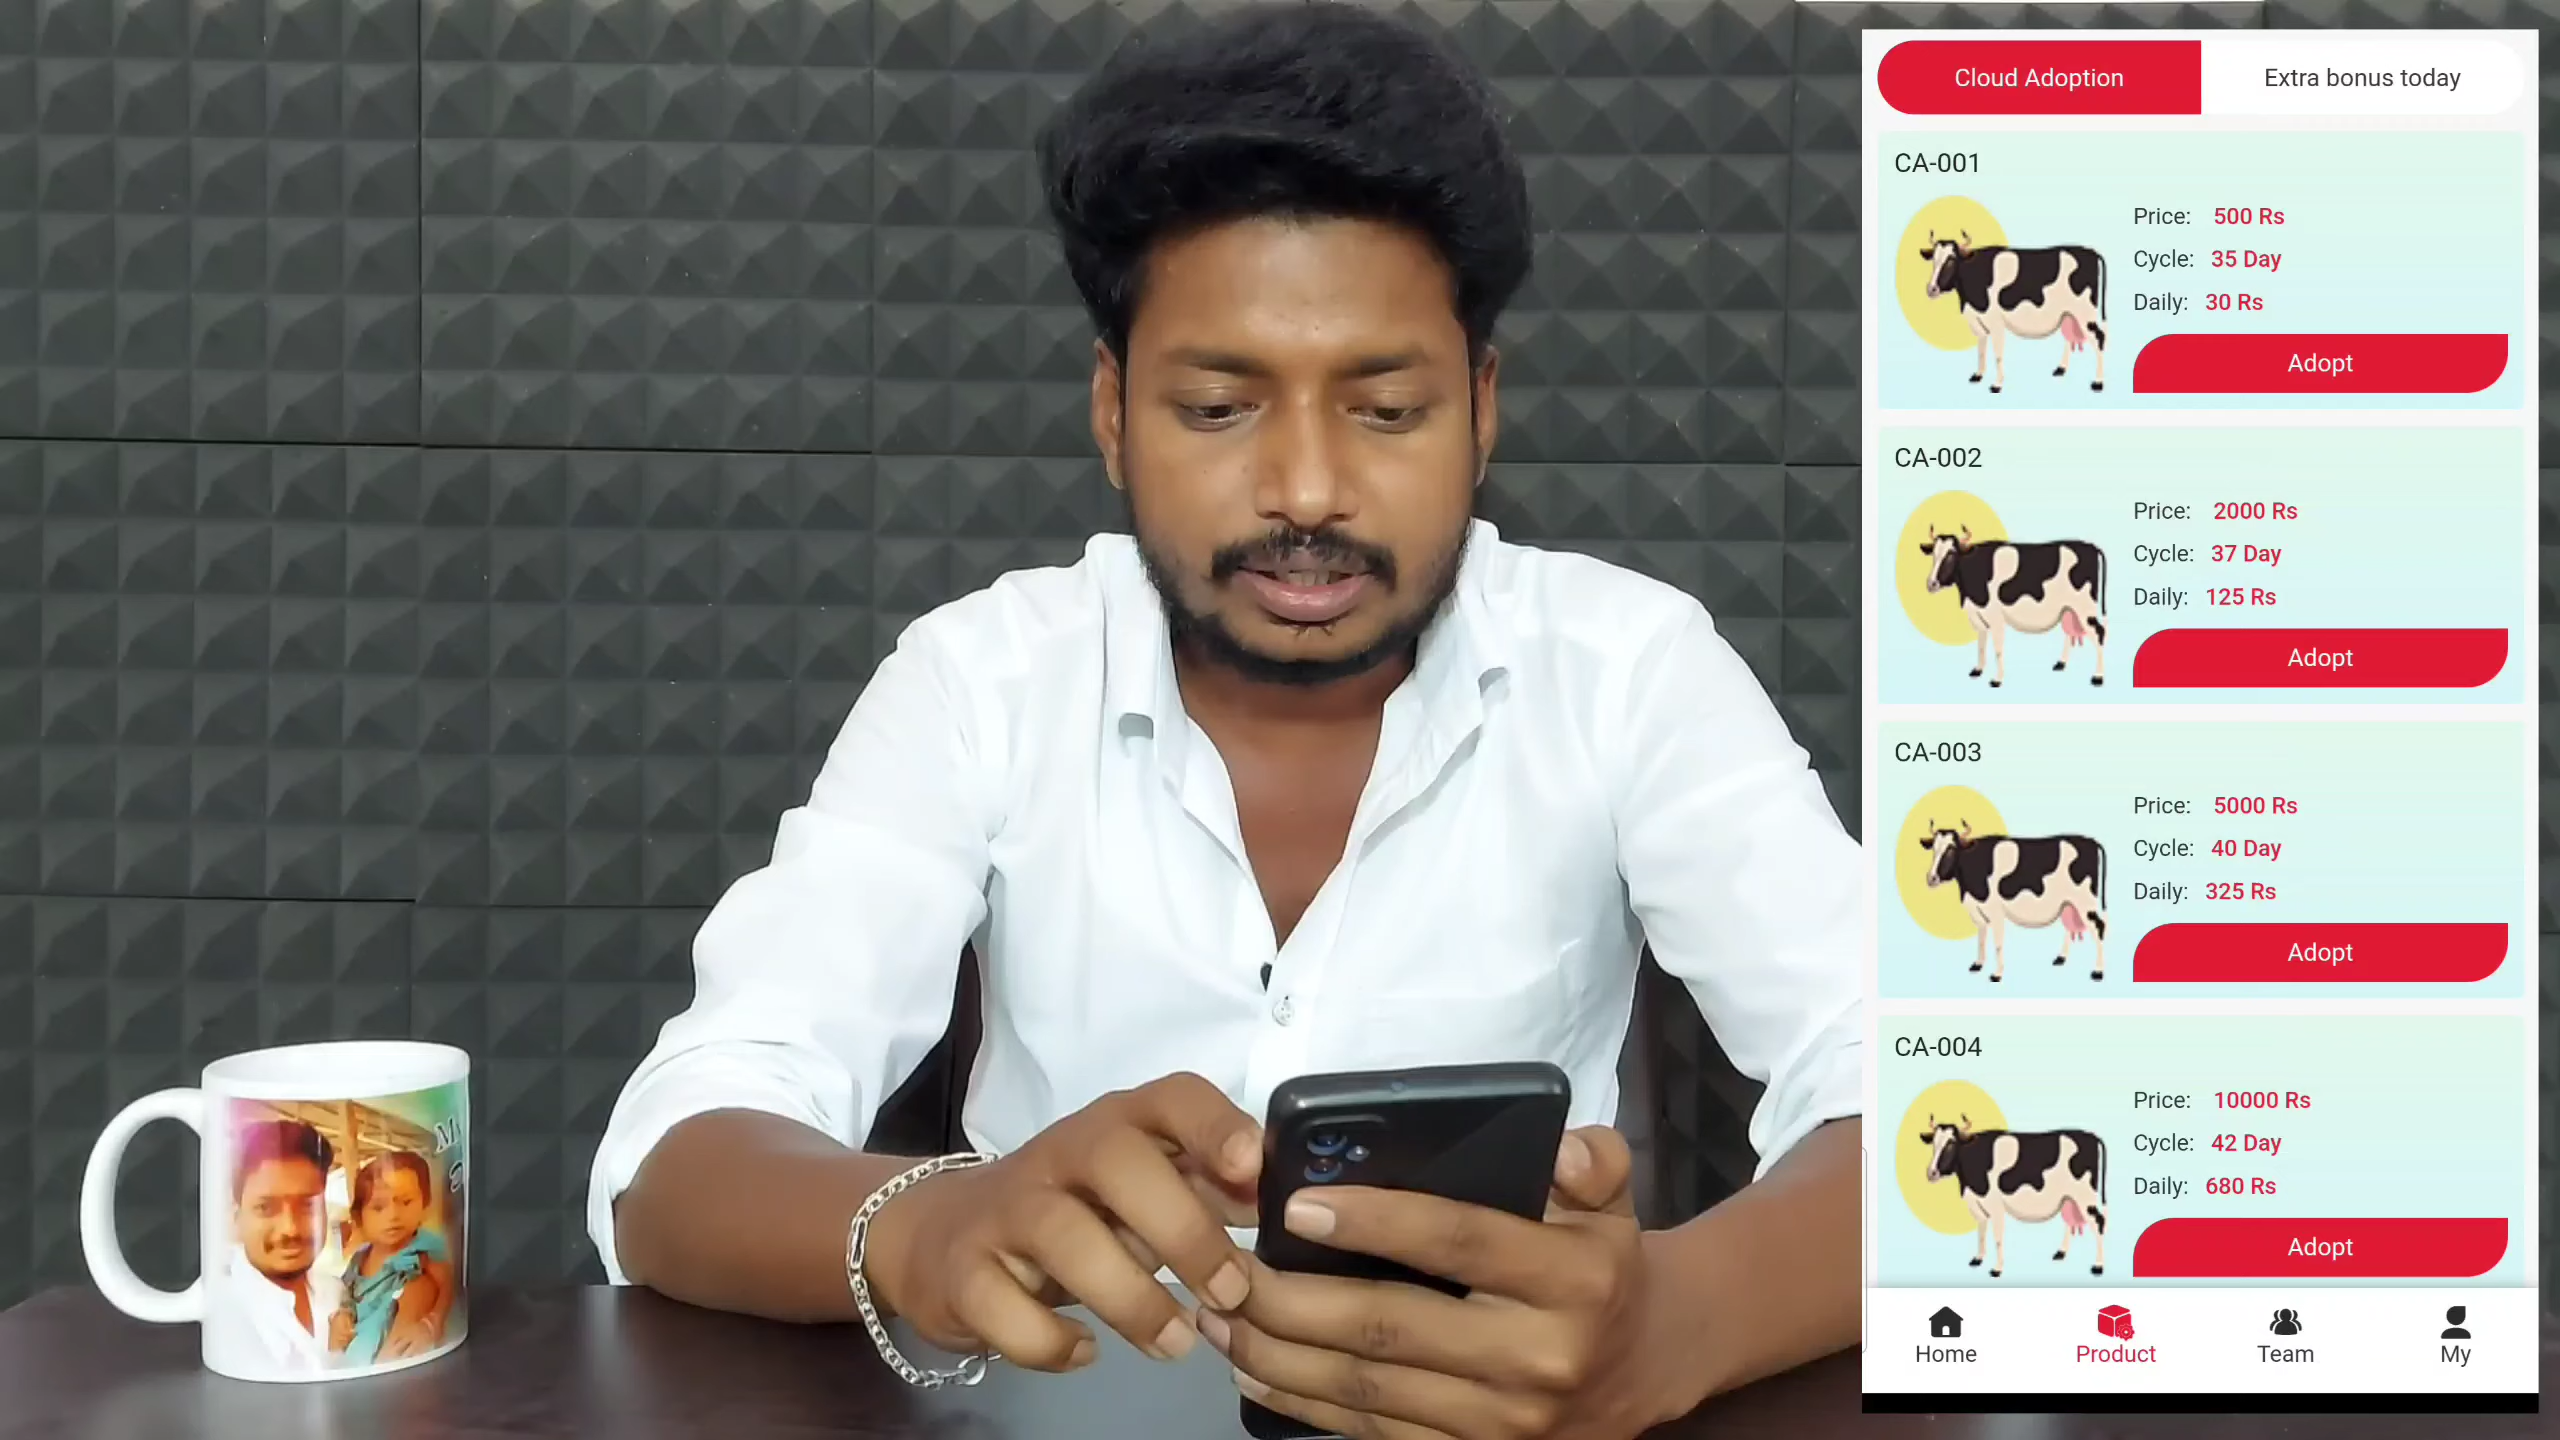 Cloud Adoption
Extra bonus today
CA-001
Price: 500 Rs
Cycle: 35 Day
Daily: 30 Rs
Adopt
CA-002
Price: 2000 Rs
Cycle: 37 Day
Daily: 125 Rs
Adopt
CA-003
Price: 5000 Rs
Cycle: 40 Day
Daily: 325 Rs
Adopt
CA-004
Price: 10000 Rs
Cycle: 42 Day
Daily: 680 Rs
Adopt
Home
Product
Team
My